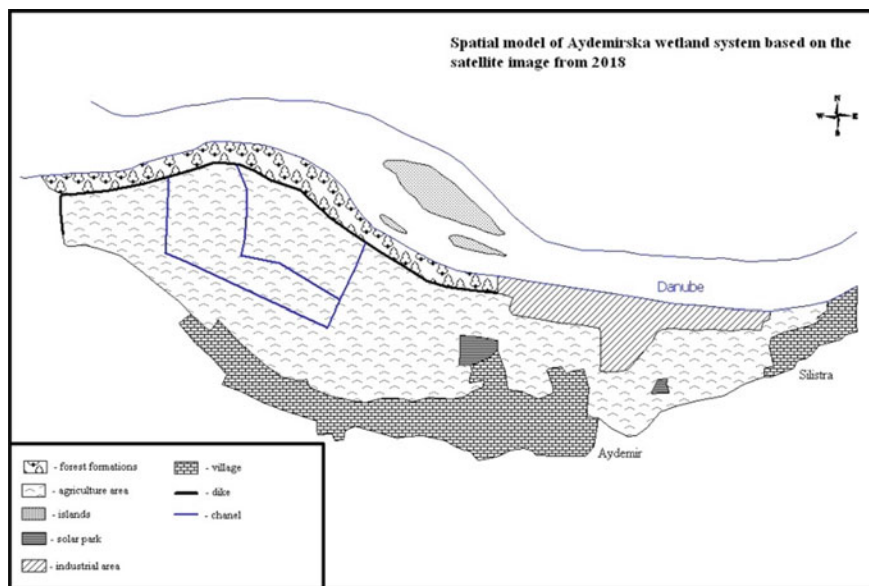 Spatial model of Aydemirska wetland system based on the
satellite image from 2018
N
W E
S
Danube
Silistra
Aydemir
- forest formations
- agriculture area
- islands
- solar park
- industrial area
- village
- dike
- chanel